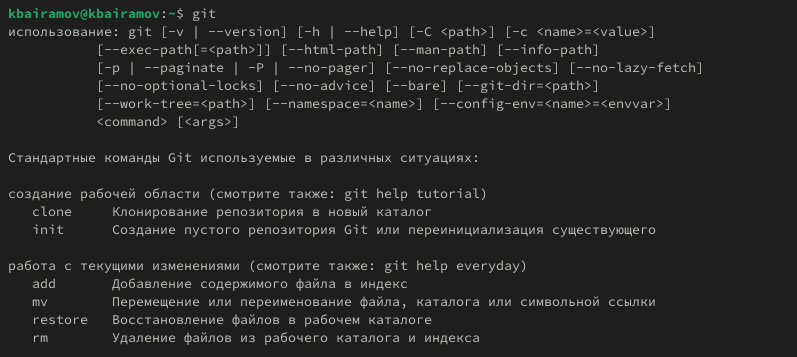 kbairamov@kbairamov:~$ git
использование: git [-v | --version] [-h | --help] [-C <path>] [-c <name>=<value>]
[--exec-path[=<path>]] [--html-path] [--man-path] [--info-path]
[-p | --paginate | -P | --no-pager] [--no-replace-objects] [--no-lazy-fetch]
[--no-optional-locks] [--no-advice] [--bare] [--git-dir=<path>]
[--work-tree=<path>] [--namespace=<name>] [--config-env=<name>=<envvar>]
<command> [<args>]
Стандартные команды Git используемые в различных ситуациях:
создание рабочей области (смотрите также: git help tutorial)
clone Клонирование репозитория в новый каталог
init Создание пустого репозитория Git или переинициализация существующего
работа с текущими изменениями (смотрите также: git help everyday)
add Добавление содержимого файла в индекс
mv Перемещение или переименование файла, каталога или символьной ссылки
restore Восстановление файлов в рабочем каталоге
rm Удаление файлов из рабочего каталога и индекса